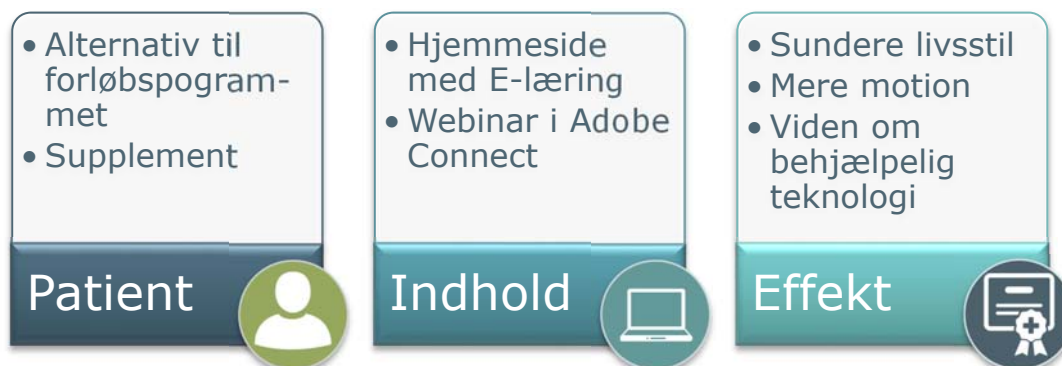 • Alternativ til
forløbspogram-
met
• Supplement
Patient
• Hjemmeside
med E-læring
• Webinar i Adobe
Connect
Indhold
• Sundere livsstil
• Mere motion
• Viden om
behjælpelig
teknologi
Effekt